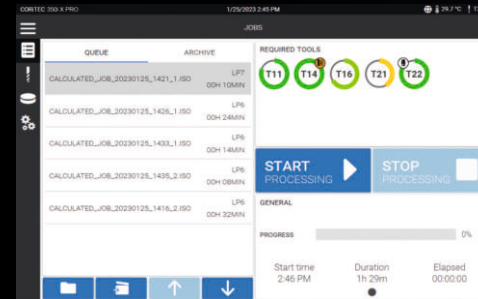 CORiTEC 350i X PRO
1/25/2023 2:45 PM
29.7 °C
JOBS
QUEUE
ARCHIVE
CALCULATED_JOB_20230125_1421_1.ISO
LP7
00H 10MIN
CALCULATED_JOB_20230125_1426_1.ISO
LP6
00H 24MIN
CALCULATED_JOB_20230125_1433_1.ISO
LP6
00H 14MIN
CALCULATED_JOB_20230125_1435_2.ISO
LP6
00H 08MIN
CALCULATED_JOB_20230125_1416_2.ISO
LP6
00H 32MIN
REQUIRED TOOLS
T11
T14
T16
T21
T22
START
PROCESSING
STOP
PROCESSING
GENERAL
PROGRESS
0%
Start time
Duration
Elapsed
2:46 PM
1h 29m
00:00:00